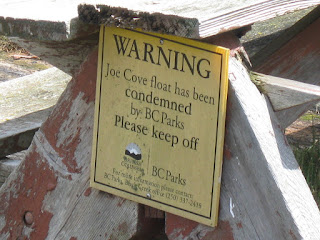 WARNING
Joe Cove float has been
condemned
by BC Parks
Please keep off
BC Parks